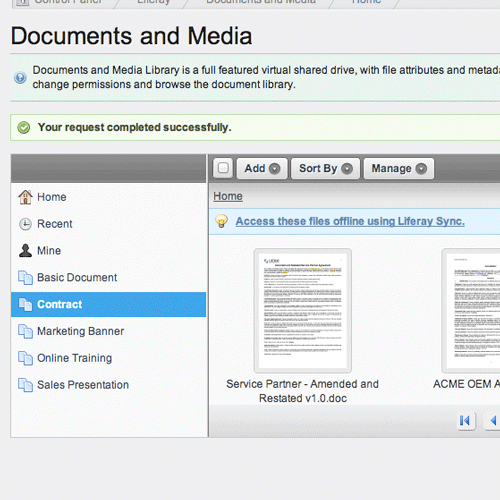 Control Panel Liferay Documents and Media Home
Documents and Media
Documents and Media Library is a full featured virtual shared drive, with file attributes and metada
change permissions and browse the document library.
Your request completed successfully.
Add Sort By Manage
Home
Home
Recent
Access these files offline using Liferay Sync.
Mine
Basic Document
Contract
Marketing Banner
Online Training
Sales Presentation
Service Partner - Amended and
Restated v1.0.doc
ACME OEM A